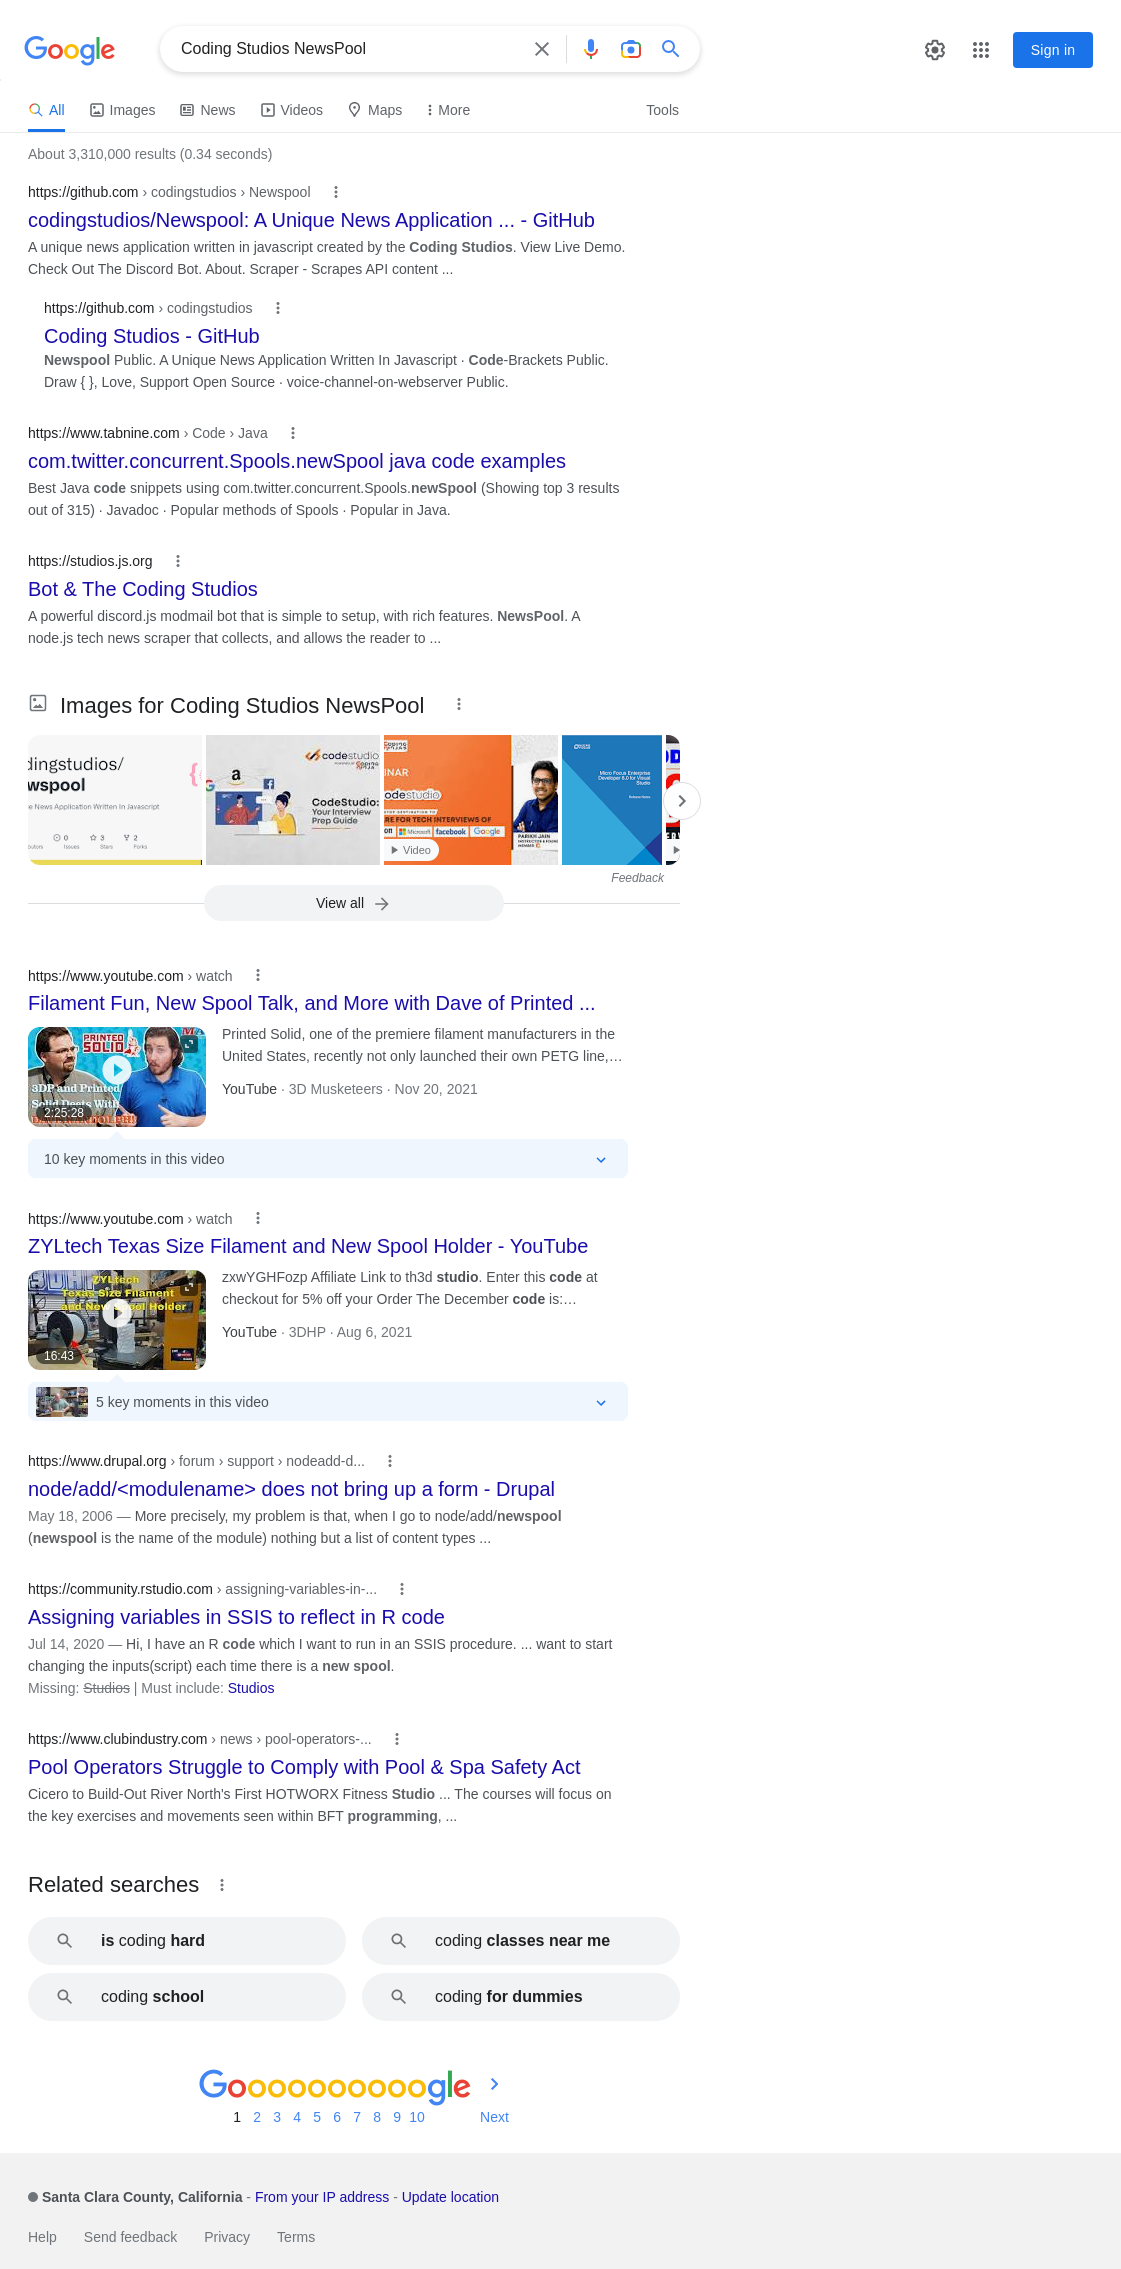 Google
Coding Studios NewsPool
Sign in
All
Images
News
Videos
Maps
More
Tools
About 3,310,000 results (0.34 seconds)
https://github.com › codingstudios › Newspool
codingstudios/Newspool: A Unique News Application ... - GitHub
A unique news application written in javascript created by the Coding Studios. View Live Demo.
Check Out The Discord Bot. About. Scraper - Scrapes API content ...
https://github.com › codingstudios
Coding Studios - GitHub
Newspool Public. A Unique News Application Written In Javascript · Code-Brackets Public.
Draw { }, Love, Support Open Source · voice-channel-on-webserver Public.
https://www.tabnine.com › Code › Java
com.twitter.concurrent.Spools.newSpool java code examples
Best Java code snippets using com.twitter.concurrent.Spools.newSpool (Showing top 3 results
out of 315) · Javadoc · Popular methods of Spools · Popular in Java.
https://studios.js.org
Bot & The Coding Studios
A powerful discord.js modmail bot that is simple to setup, with rich features. NewsPool. A
node.js tech news scraper that collects, and allows the reader to ...
Images for Coding Studios NewsPool
dingstudios/
wspool
e News Application Written In Javascript
0
3
2
Issues
Stars
Forks
codestudio
CodeStudio:
Your Interview
Prep Guide
CODING
NINAR
codestudio
RE FOR TECH INTERVIEWS OF
on Microsoft facebook Google
PARIKH JAIN
Video
Micro Focus Enterprise
Developer 6.0 for Visual
Studio
Release Notes
Feedback
View all
https://www.youtube.com › watch
Filament Fun, New Spool Talk, and More with Dave of Printed ...
PRINTED
SOLID
3DP and Printed
Solid Deets With
2:25:28
Printed Solid, one of the premiere filament manufacturers in the
United States, recently not only launched their own PETG line,…
YouTube · 3D Musketeers · Nov 20, 2021
10 key moments in this video
https://www.youtube.com › watch
ZYLtech Texas Size Filament and New Spool Holder - YouTube
3DHP
ZYLtech
Texas Size Filament
and New Spool Holder
16:43
zxwYGHFozp Affiliate Link to th3d studio. Enter this code at
checkout for 5% off your Order The December code is:…
YouTube · 3DHP · Aug 6, 2021
5 key moments in this video
https://www.drupal.org › forum › support › nodeadd-d...
node/add/<modulename> does not bring up a form - Drupal
May 18, 2006 — More precisely, my problem is that, when I go to node/add/newspool
(newspool is the name of the module) nothing but a list of content types ...
https://community.rstudio.com › assigning-variables-in-...
Assigning variables in SSIS to reflect in R code
Jul 14, 2020 — Hi, I have an R code which I want to run in an SSIS procedure. ... want to start
changing the inputs(script) each time there is a new spool.
Missing: Studios | Must include: Studios
https://www.clubindustry.com › news › pool-operators-...
Pool Operators Struggle to Comply with Pool & Spa Safety Act
Cicero to Build-Out River North's First HOTWORX Fitness Studio ... The courses will focus on
the key exercises and movements seen within BFT programming, ...
Related searches
is coding hard
coding classes near me
coding school
coding for dummies
Goooooooooogle
1 2 3 4 5 6 7 8 9 10 Next
Santa Clara County, California - From your IP address - Update location
Help Send feedback Privacy Terms